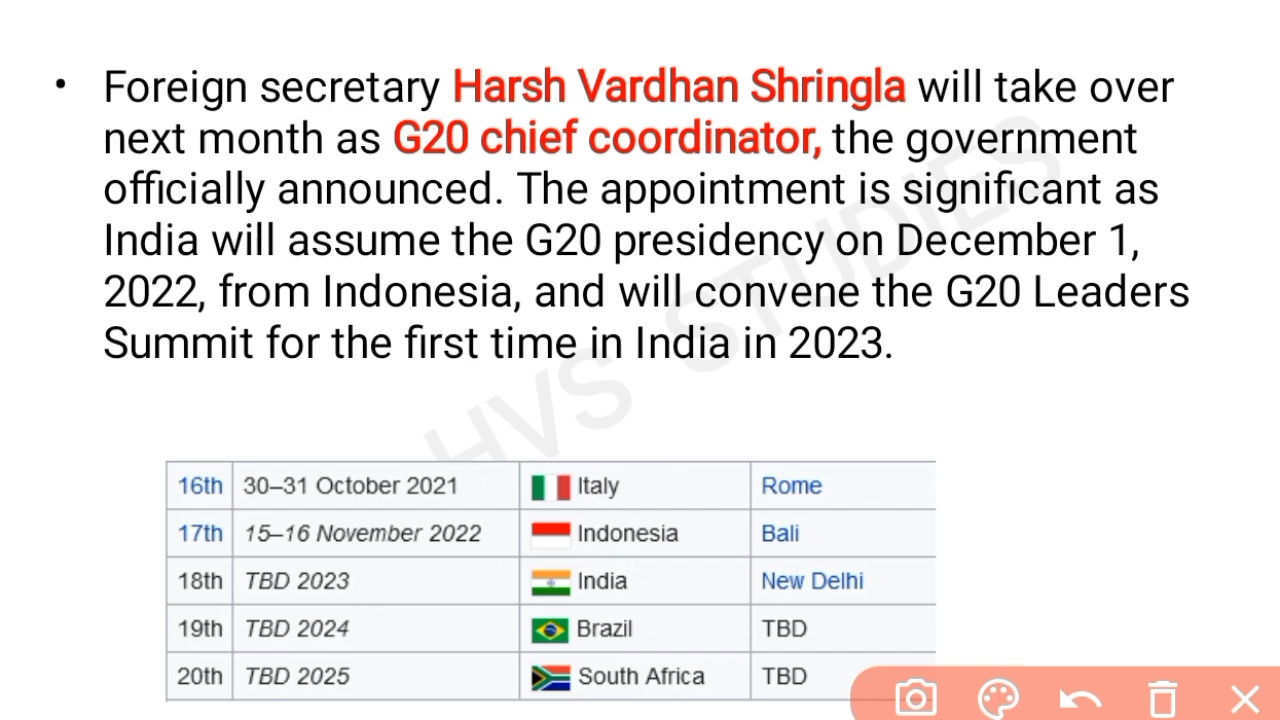 • Foreign secretary Harsh Vardhan Shringla will take over
next month as G20 chief coordinator, the government
officially announced. The appointment is significant as
India will assume the G20 presidency on December 1,
2022, from Indonesia, and will convene the G20 Leaders
Summit for the first time in India in 2023.
HVS STUDIES
16th 30–31 October 2021 Italy Rome
17th 15–16 November 2022 Indonesia Bali
18th TBD 2023 India New Delhi
19th TBD 2024 Brazil TBD
20th TBD 2025 South Africa TBD